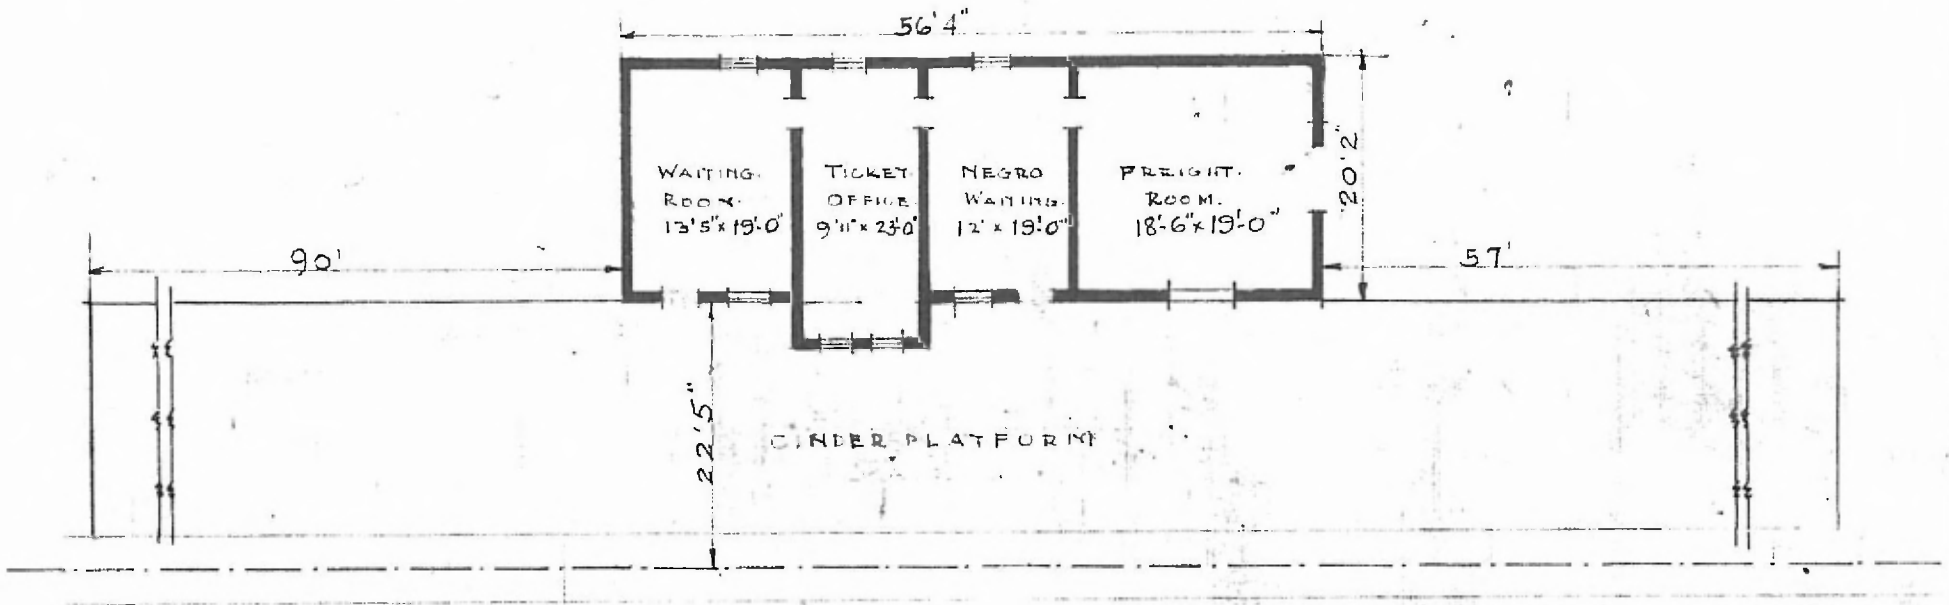 56'4"
WAITING.
ROOM.
13'5" x 19'-0"
TICKET
OFFICE.
9'11" x 23'-0"
NEGRO
WAITING.
12' x 19'-0"
FREIGHT.
ROOM.
18'-6" x 19'-0"
20'2"
90'
57'
22'5"
CINDER PLATFORM